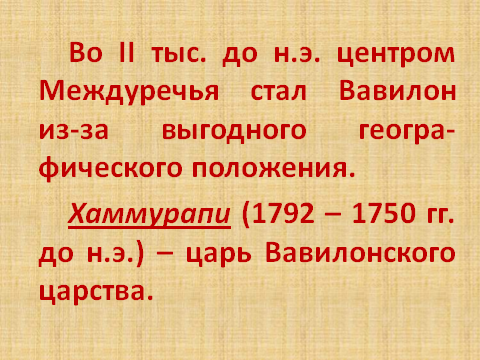 Во II тыс. до н.э. центром
Междуречья стал Вавилон
из-за выгодного геогра-
фического положения.
Хаммурапи (1792 – 1750 гг.
до н.э.) – царь Вавилонского
царства.